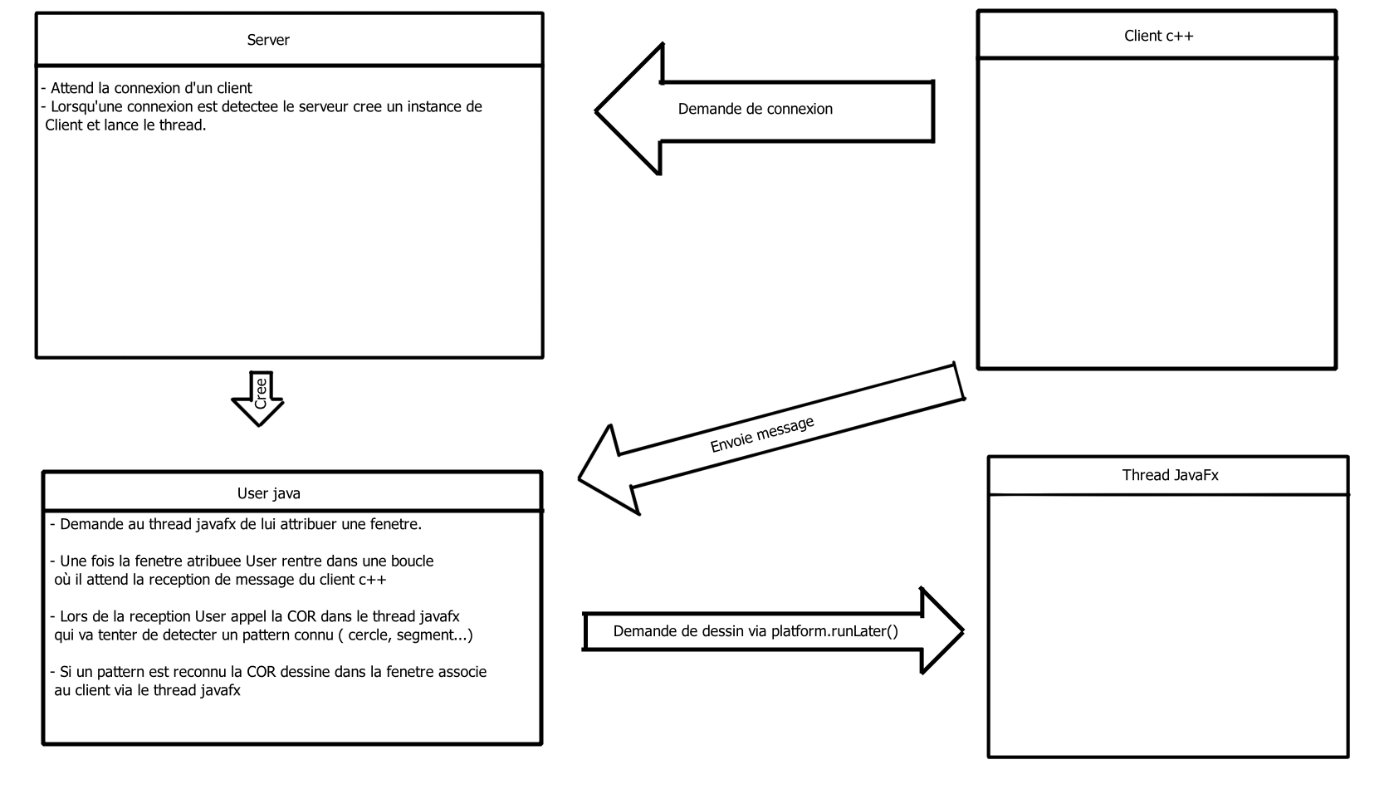 Server
- Attend la connexion d'un client
- Lorsqu'une connexion est detectee le serveur cree un instance de
Client et lance le thread.
Demande de connexion
Client c++
Cree
Envoie message
User java
- Demande au thread javafx de lui attribuer une fenetre.
- Une fois la fenetre atribuee User rentre dans une boucle
où il attend la reception de message du client c++
- Lors de la reception User appel la COR dans le thread javafx
qui va tenter de detecter un pattern connu ( cercle, segment...)
- Si un pattern est reconnu la COR dessine dans la fenetre associe
au client via le thread javafx
Demande de dessin via platform.runLater()
Thread JavaFx